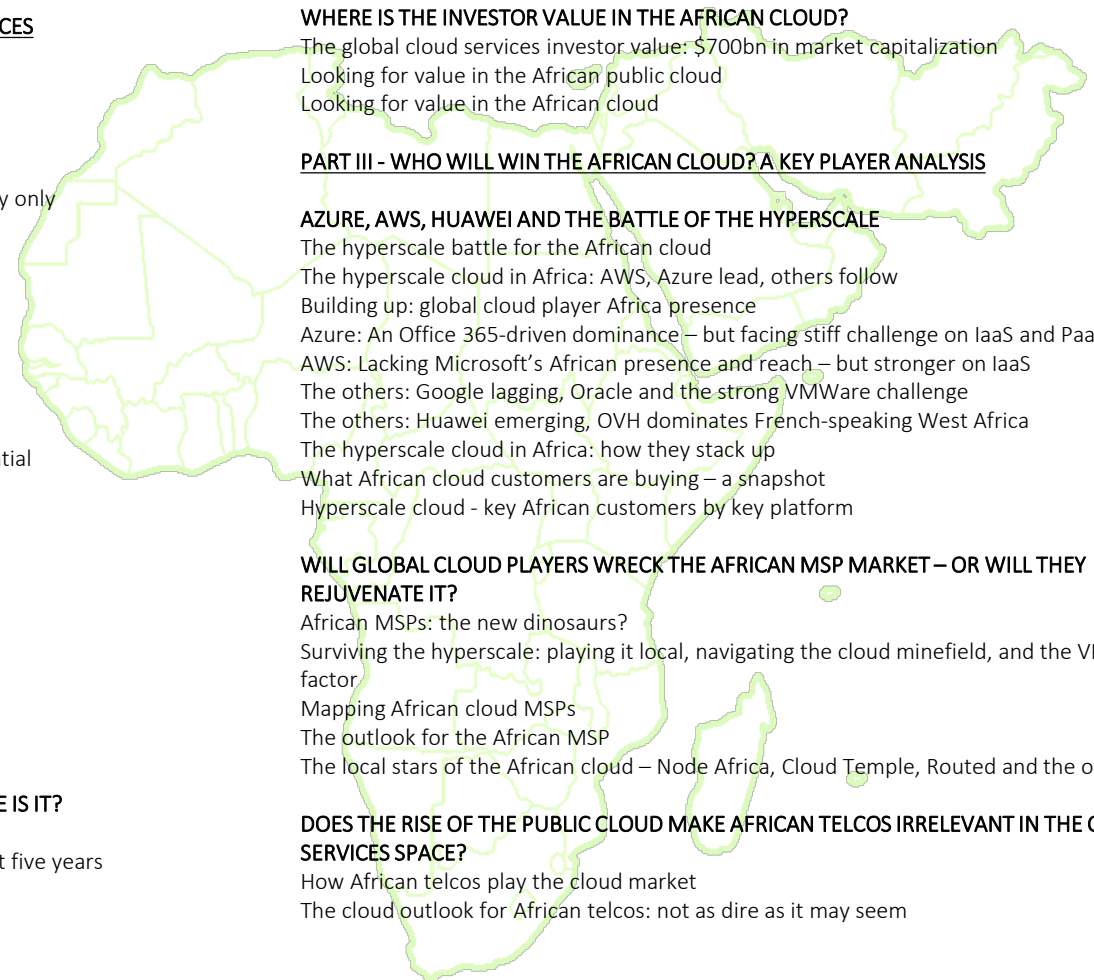 CES
y only
ntial
E IS IT?
t five years
WHERE IS THE INVESTOR VALUE IN THE AFRICAN CLOUD?
The global cloud services investor value: $700bn in market capitalization
Looking for value in the African public cloud
Looking for value in the African cloud
PART III - WHO WILL WIN THE AFRICAN CLOUD? A KEY PLAYER ANALYSIS
AZURE, AWS, HUAWEI AND THE BATTLE OF THE HYPERSCALE
The hyperscale battle for the African cloud
The hyperscale cloud in Africa: AWS, Azure lead, others follow
Building up: global cloud player Africa presence
Azure: An Office 365-driven dominance – but facing stiff challenge on IaaS and Paa
AWS: Lacking Microsoft’s African presence and reach – but stronger on IaaS
The others: Google lagging, Oracle and the strong VMWare challenge
The others: Huawei emerging, OVH dominates French-speaking West Africa
The hyperscale cloud in Africa: how they stack up
What African cloud customers are buying – a snapshot
Hyperscale cloud - key African customers by key platform
WILL GLOBAL CLOUD PLAYERS WRECK THE AFRICAN MSP MARKET – OR WILL THEY
REJUVENATE IT?
African MSPs: the new dinosaurs?
Surviving the hyperscale: playing it local, navigating the cloud minefield, and the
factor
Mapping African cloud MSPs
The outlook for the African MSP
The local stars of the African cloud – Node Africa, Cloud Temple, Routed and the o
DOES THE RISE OF THE PUBLIC CLOUD MAKE AFRICAN TELCOS IRRELEVANT IN THE
SERVICES SPACE?
How African telcos play the cloud market
The cloud outlook for African telcos: not as dire as it may seem